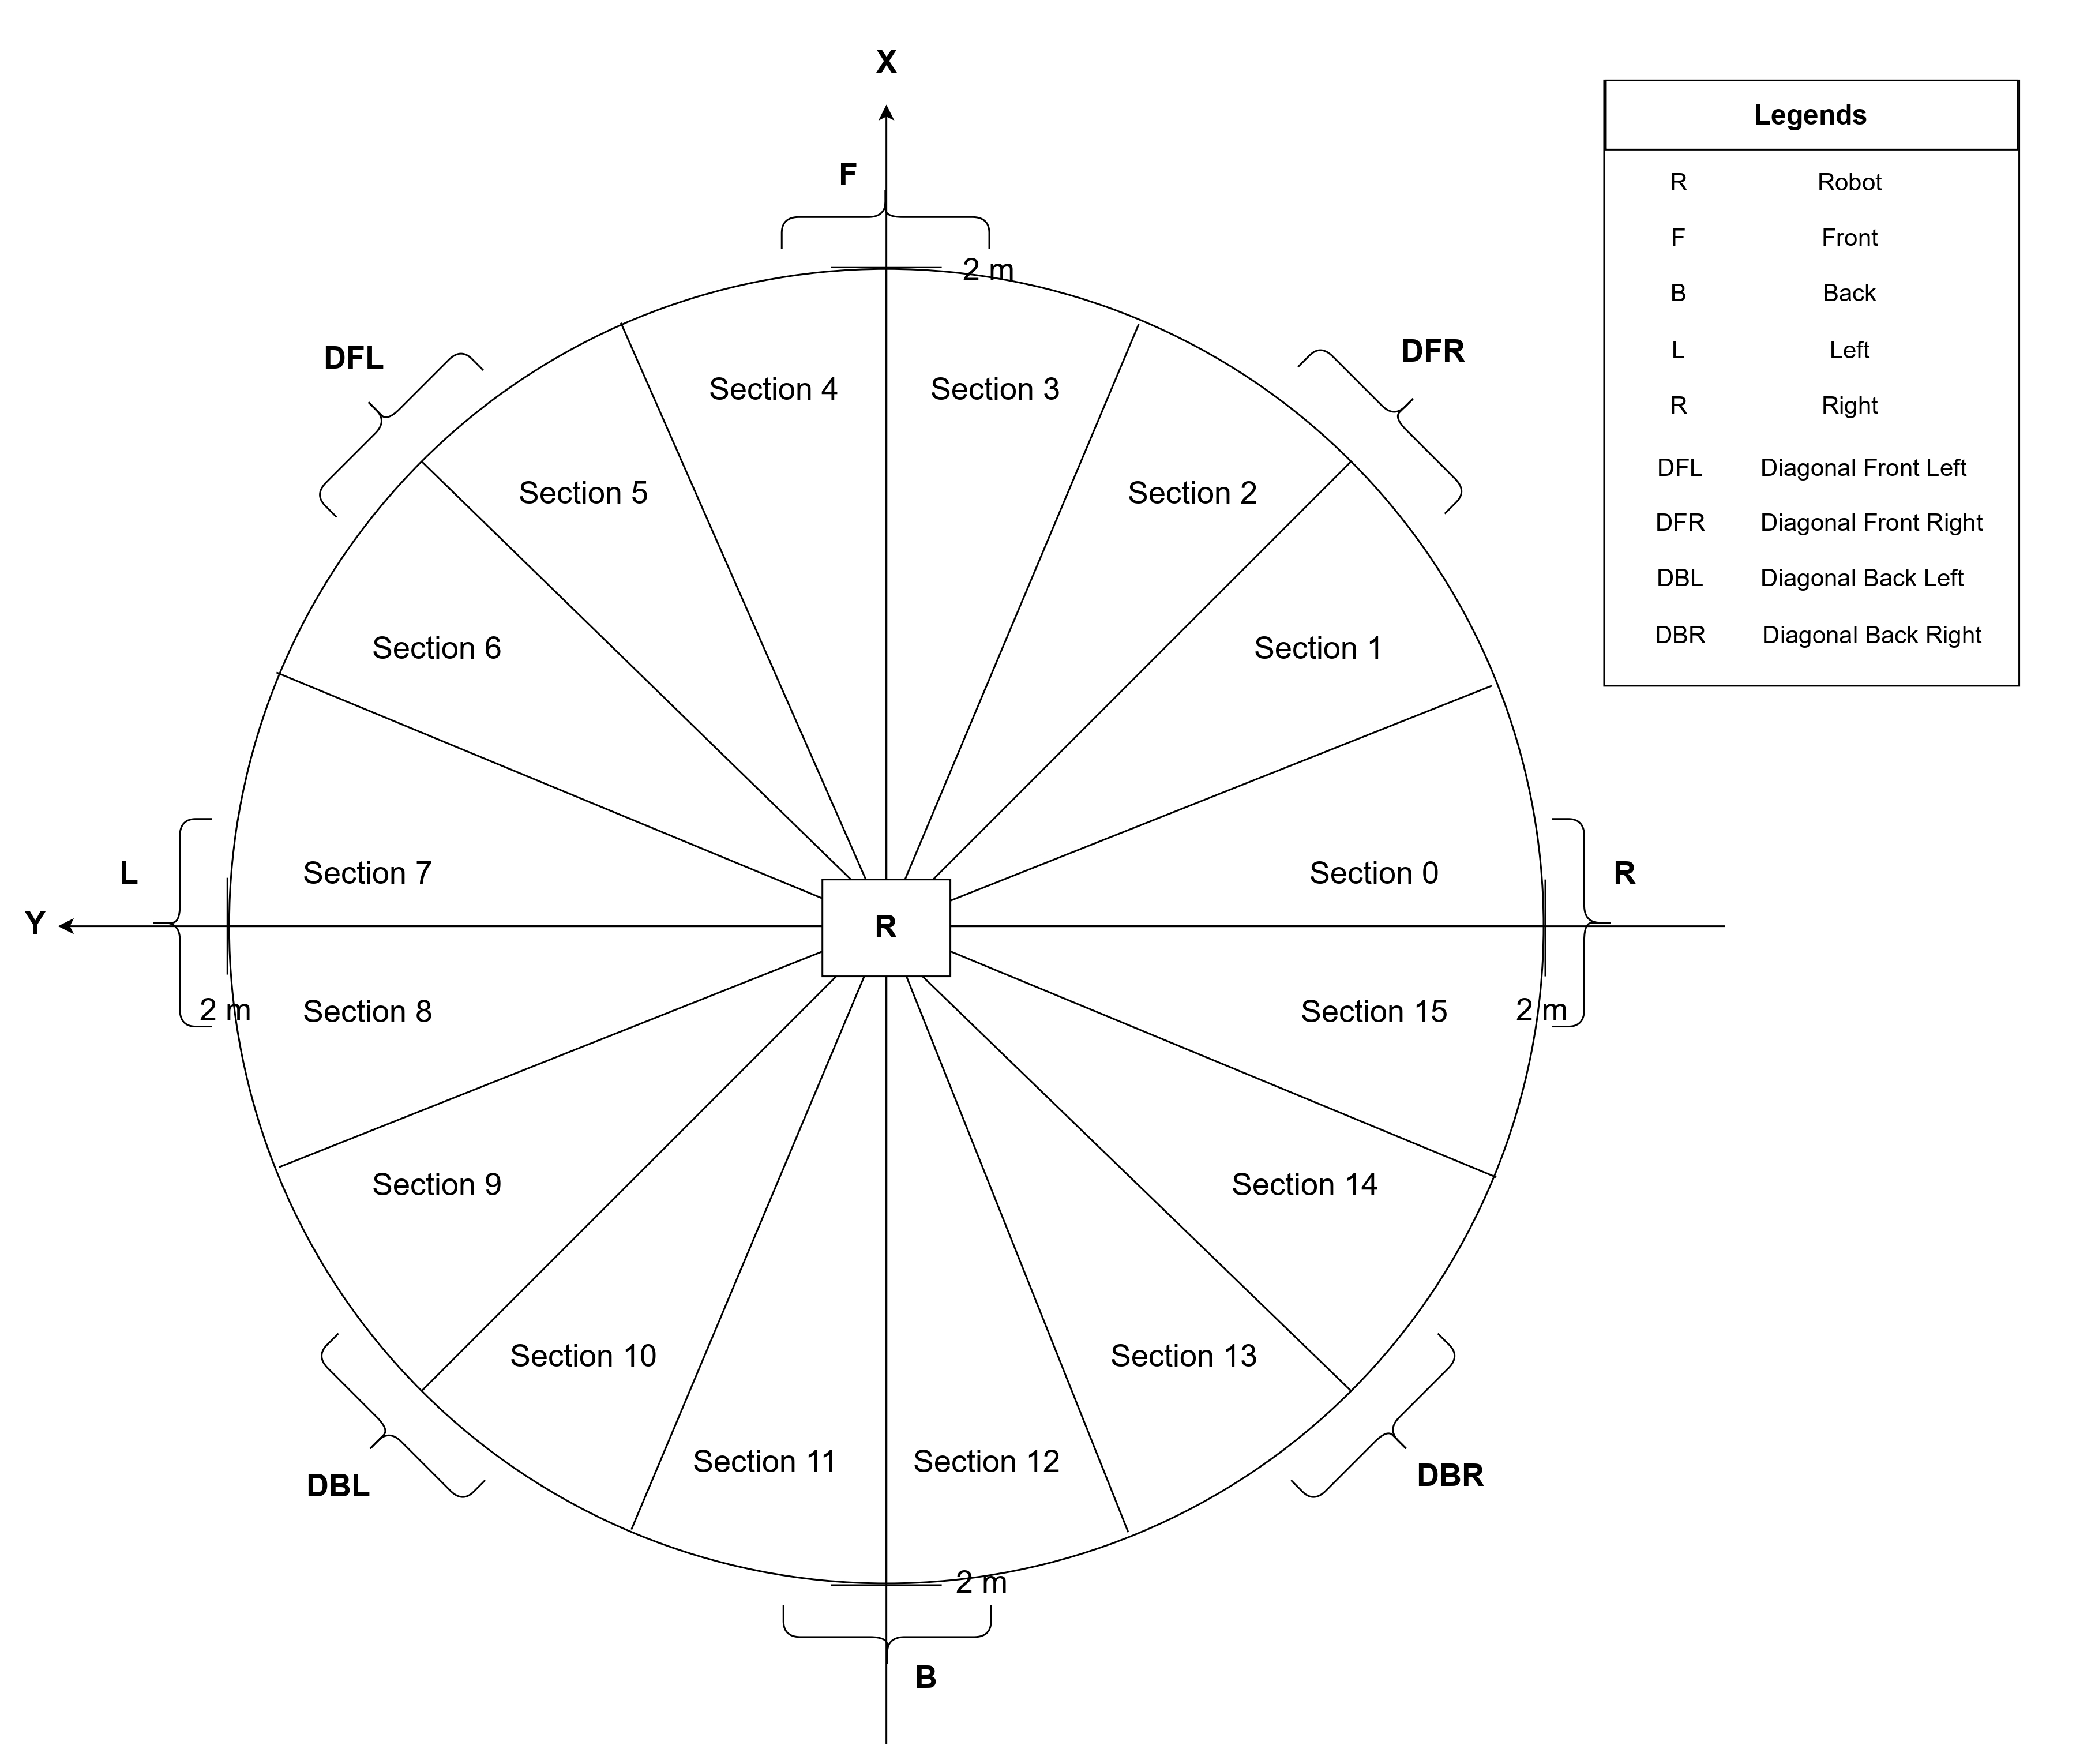 X
Legends
F
R Robot
F Front
2 m
B Back
DFL
DFR
L Left
Section 4
Section 3
R Right
DFL Diagonal Front Left
Section 5
Section 2
DFR Diagonal Front Right
DBL Diagonal Back Left
DBR Diagonal Back Right
Section 6
Section 1
L
Section 7
Section 0
R
Y
R
2 m
Section 8
Section 15
2 m
Section 9
Section 14
Section 10
Section 13
DBL
Section 11
Section 12
DBR
2 m
B